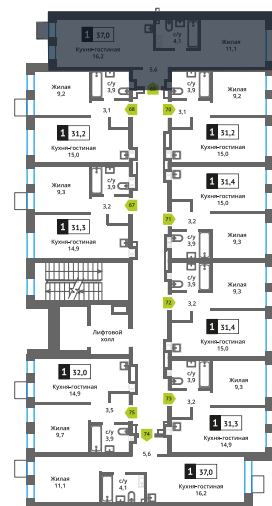 1 37,0
Кухня-гостиная
16,2
с/у
4,1
Жилая
11,1
5,6
Жилая
9,2
с/у
3,9
3,1
68
1 31,2
Кухня-гостиная
15,0
с/у
3,9
Жилая
9,2
70
3,1
1 31,2
Кухня-гостиная
15,0
Жилая
9,3
с/у
3,9
3,2
67
1 31,3
Кухня-гостиная
14,9
1 31,4
Кухня-гостиная
15,0
71
3,2
с/у
3,9
Жилая
9,3
с/у
3,9
Жилая
9,3
72
3,2
1 31,4
Кухня-гостиная
15,0
Лифтовой
холл
1 32,0
Кухня-гостиная
14,9
3,5
75
Жилая
9,7
с/у
3,9
с/у
3,9
Жилая
9,3
73
3,2
1 31,3
Кухня-гостиная
14,9
74
5,6
Жилая
11,1
с/у
4,1
1 37,0
Кухня-гостиная
16,2